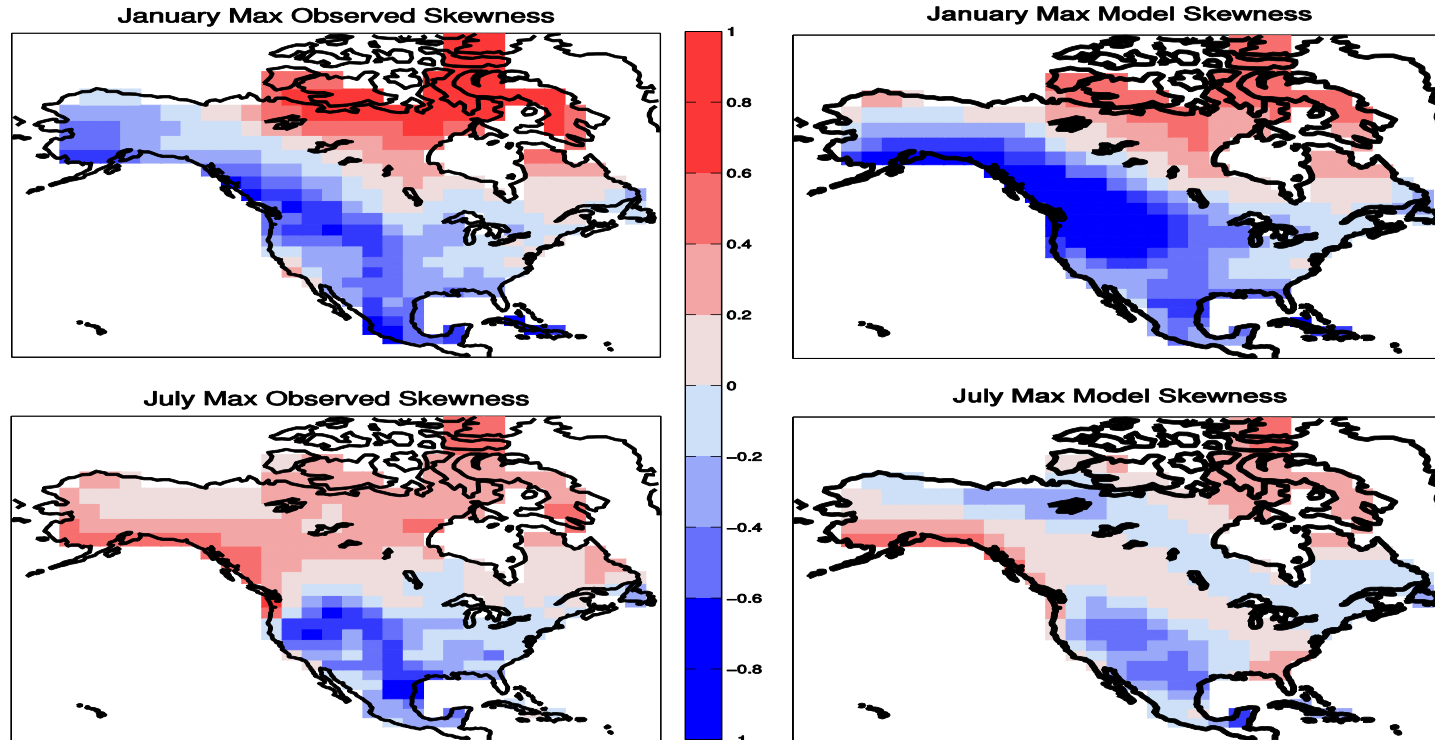 January Max Observed Skewness
January Max Model Skewness
1
0.8
0.6
0.4
0.2
0
−0.2
−0.4
−0.6
−0.8
−1
July Max Observed Skewness
July Max Model Skewness